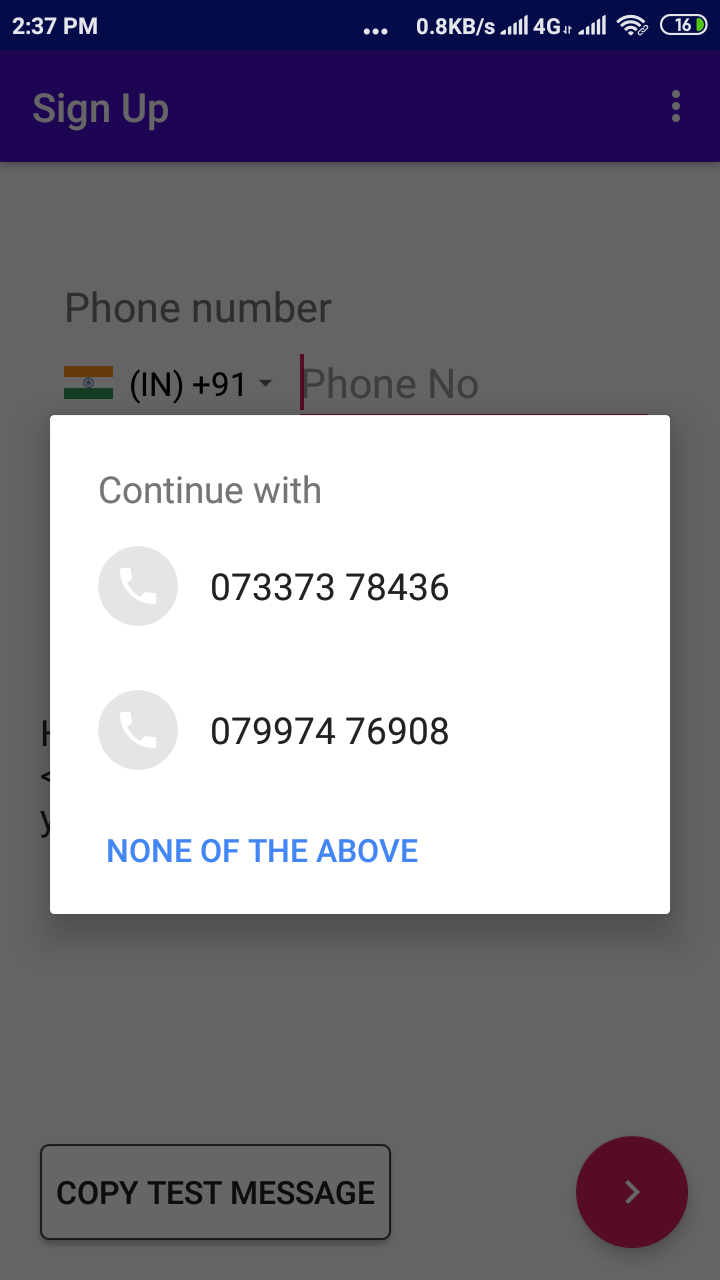 2:37 PM ... 0.8KB/s 4G 16
Sign Up
Phone number
(IN) +91 Phone No
Continue with
073373 78436
079974 76908
NONE OF THE ABOVE
COPY TEST MESSAGE